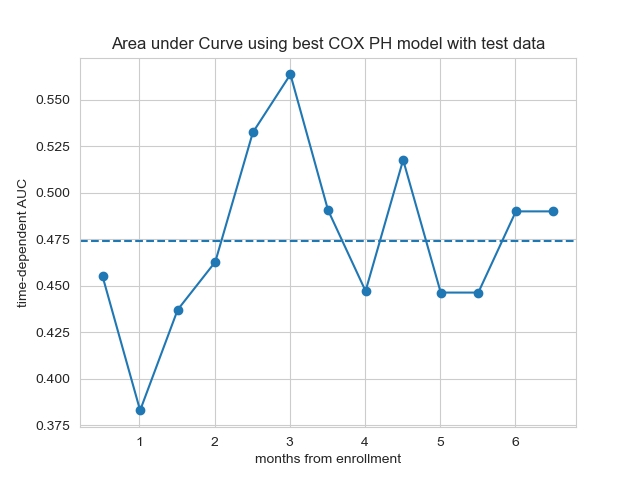 Area under Curve using best COX PH model with test data
time-dependent AUC
0.550
0.525
0.500
0.475
0.450
0.425
0.400
0.375
1 2 3 4 5 6
months from enrollment